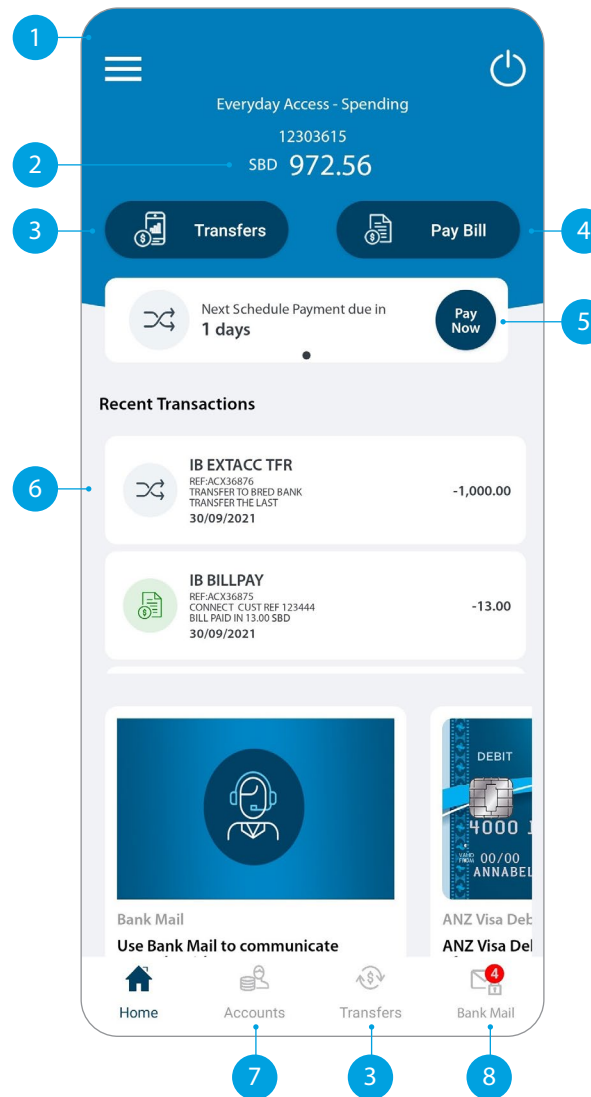 1
Everyday Access - Spending
12303615
2
SBD 972.56
3
Transfers
Pay Bill
4
Next Schedule Payment due in
1 days
Pay
Now
5
Recent Transactions
6
IB EXTACC TFR
REF:ACX36876
TRANSFER TO BRED BANK
TRANSFER THE LAST
30/09/2021
-1,000.00
IB BILLPAY
REF:ACX36875
CONNECT CUST REF 123444
BILL PAID IN 13.00 SBD
30/09/2021
-13.00
DEBIT
4000
VALID
FROM
00/00
ANNABEL
Bank Mail
Use Bank Mail to communicate
ANZ Visa Deb
ANZ Visa Del
4
Home
Accounts
Transfers
Bank Mail
7
3
8